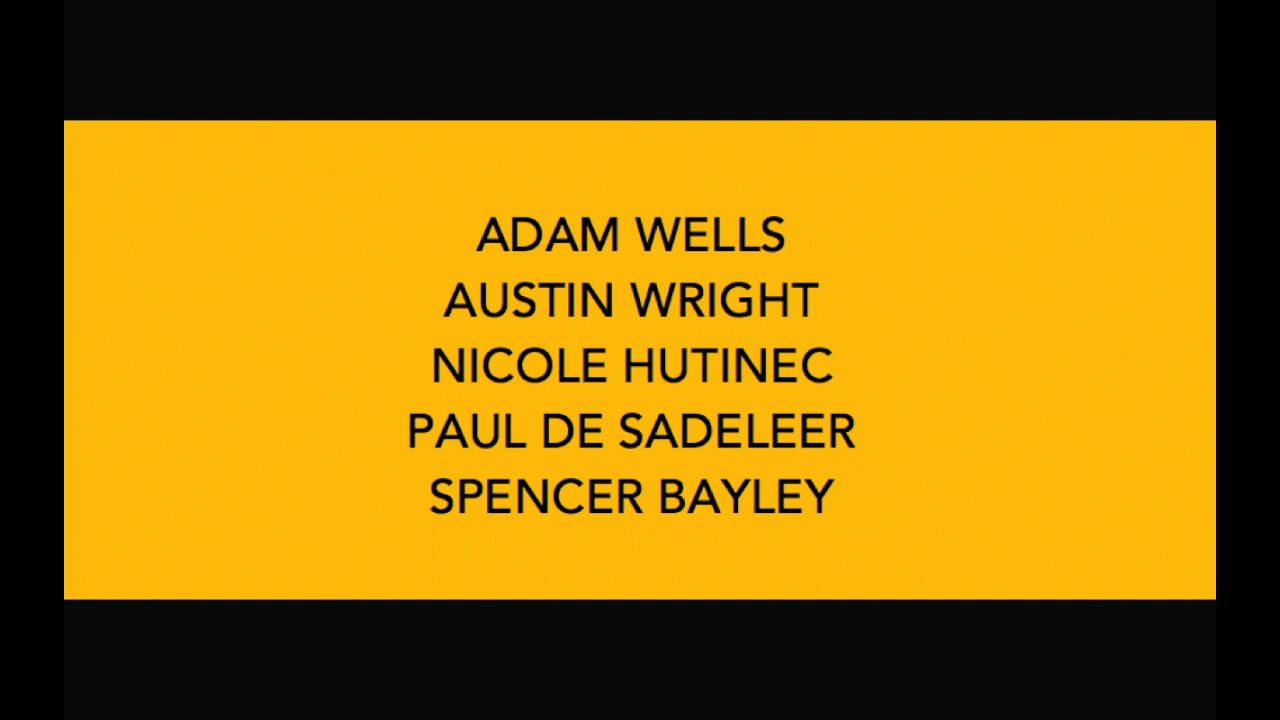 ADAM WELLS
AUSTIN WRIGHT
NICOLE HUTINEC
PAUL DE SADELEER
SPENCER BAYLEY